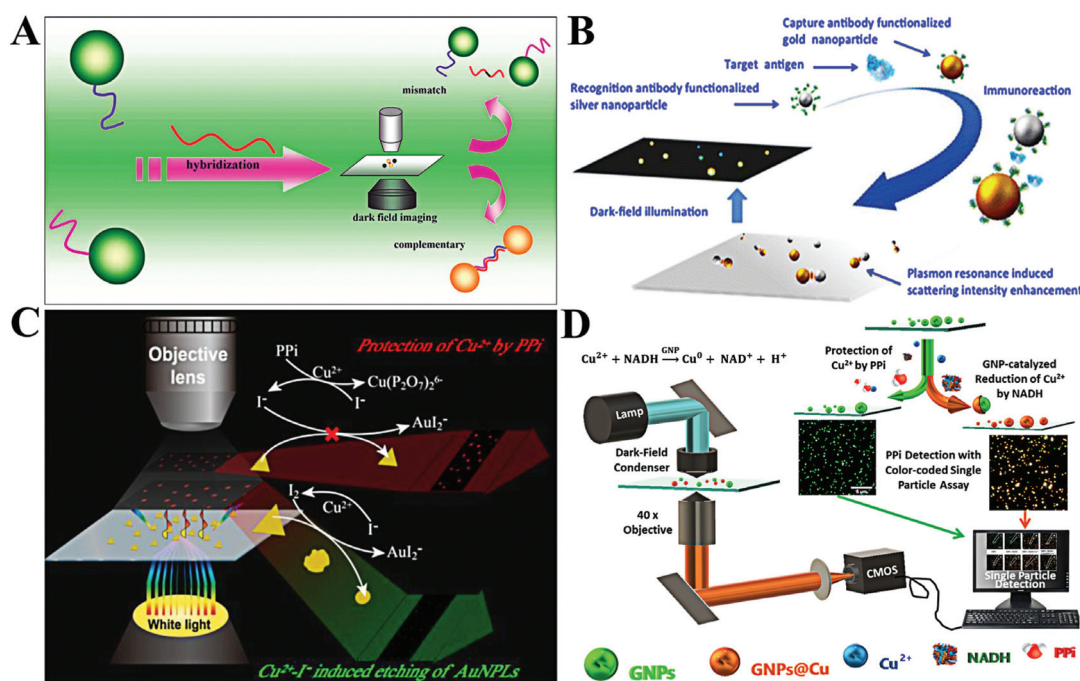 A
mismatch
hybridization
dark field imaging
complementary
B
Capture antibody functionalized
gold nanoparticle
Target antigen
Recognition antibody functionalized
silver nanoparticle
Immunoreaction
Dark-field illumination
Plasmon resonance induced
scattering intensity enhancement
C
Objective
lens
Protection of Cu²⁺ by PPi
PPi
Cu²⁺
Cu(P₂O₇)₂⁶⁻
I⁻
I⁻
AuI₂⁻
I₂
Cu²⁺
I⁻
AuI₂⁻
White light
Cu²⁺-I⁻ induced etching of AuNPLs
D
Cu²⁺ + NADH GNP→ Cu⁰ + NAD⁺ + H⁺
Lamp
Dark-Field
Condenser
40 x
Objective
CMOS
Protection of
Cu²⁺ by PPi
GNP-catalyzed
Reduction of Cu²⁺
by NADH
PPi Detection with
Color-coded Single
Particle Assay
Single Particle
Detection
GNPs
GNPs@Cu
Cu²⁺
NADH
PPi